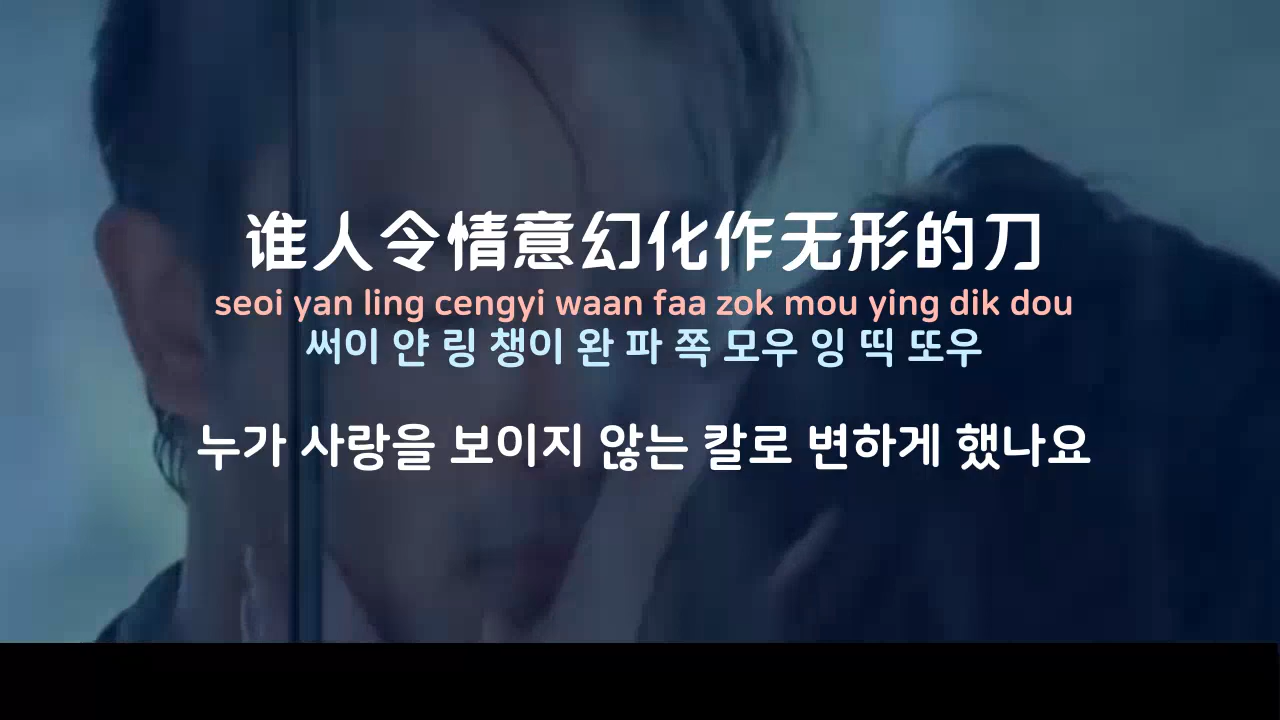 谁人令情意幻化作无形的刀
seoi yan ling cengyi waan faa zok mou ying dik dou
써이 얀 링 챙이 완 파 쪽 모우 잉 띡 또우
누가 사랑을 보이지 않는 칼로 변하게 했나요